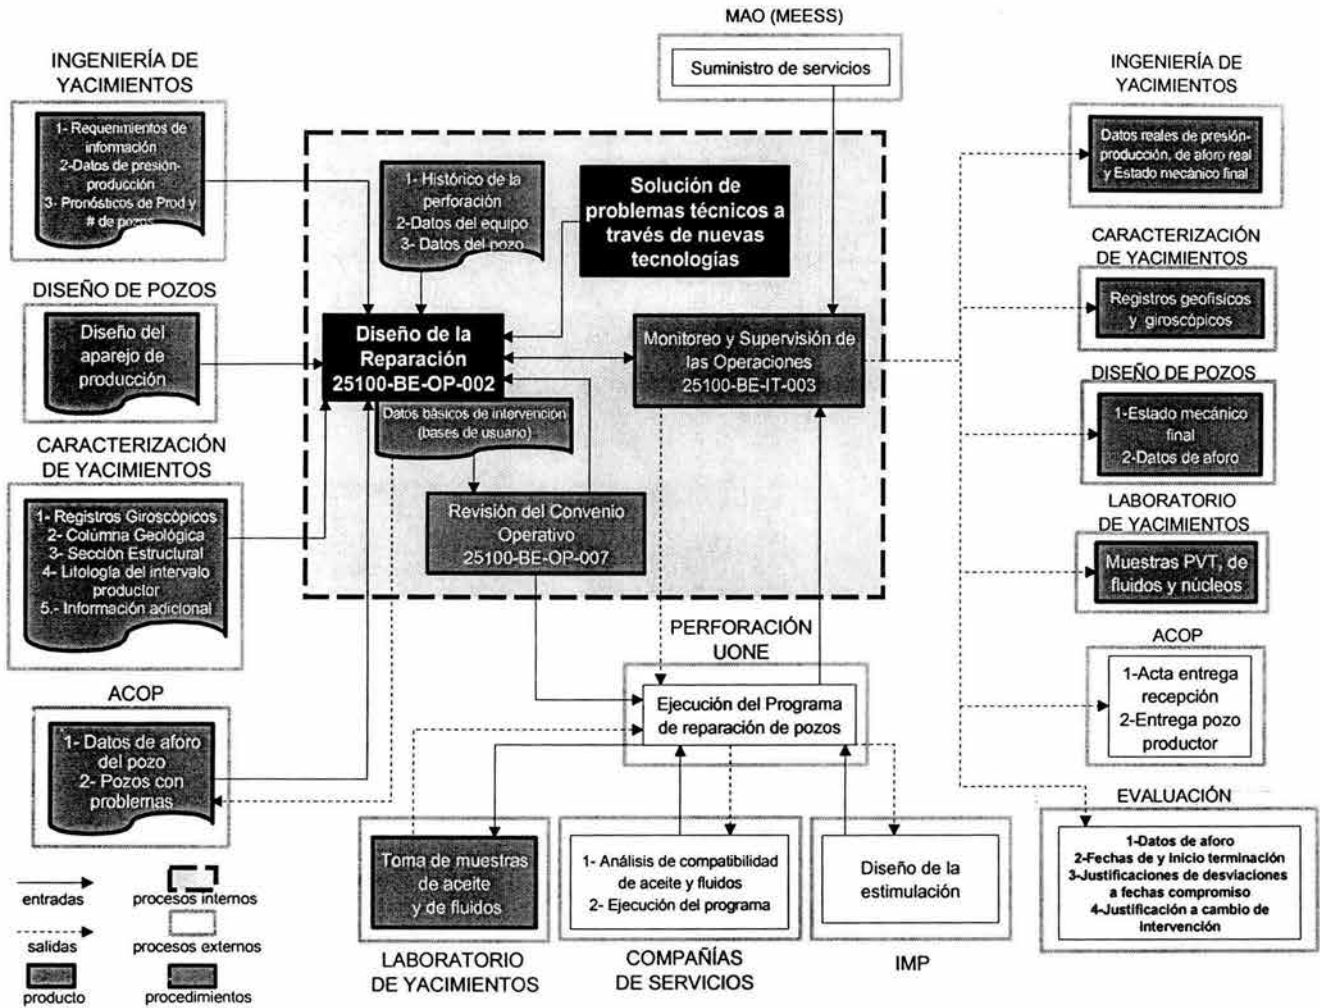 MAO (MEESS)
Suministro de servicios
INGENIERÍA DE
YACIMIENTOS
1- Requerimientos de
información
2-Datos de presión-
producción
3- Pronósticos de Prod y
# de pozos
DISEÑO DE POZOS
Diseño del
aparejo de
producción
CARACTERIZACIÓN
DE YACIMIENTOS
1- Registros Giroscópicos
2- Columna Geológica
3- Sección Estructural
4- Litología del intervalo
productor
5.- Información adicional
ACOP
1- Datos de aforo
del pozo
2- Pozos con
problemas
1- Histórico de la
perforación
2-Datos del equipo
3- Datos del pozo
Solución de
problemas técnicos a
través de nuevas
tecnologías
Diseño de la
Reparación
25100-BE-OP-002
Monitoreo y Supervisión de
las Operaciones
25100-BE-IT-003
Datos básicos de intervencion
(bases de usuario)
Revisión del Convenio
Operativo
25100-BE-OP-007
PERFORACIÓN
UONE
Ejecución del Programa
de reparación de pozos
Toma de muestras
de aceite
y de fluidos
LABORATORIO
DE YACIMIENTOS
1- Análisis de compatibilidad
de aceite y fluidos
2- Ejecución del programa
COMPAÑÍAS
DE SERVICIOS
Diseño de la
estimulación
IMP
INGENIERÍA DE
YACIMIENTOS
Datos reales de presión-
producción, de aforo real
y Estado mecánico final
CARACTERIZACIÓN
DE YACIMIENTOS
Registros geofisicos
y giroscópicos
DISEÑO DE POZOS
1-Estado mecánico
final
2-Datos de aforo
LABORATORIO
DE YACIMIENTOS
Muestras PVT, de
fluidos y núcleos
ACOP
1-Acta entrega
recepción
2-Entrega pozo
productor
EVALUACIÓN
1-Datos de aforo
2-Fechas de y Inicio terminación
3-Justificaciones de desviaciones
a fechas compromiso
4-Justificación a cambio de
Intervención
entradas
procesos internos
salidas
procesos externos
producto
procedimientos